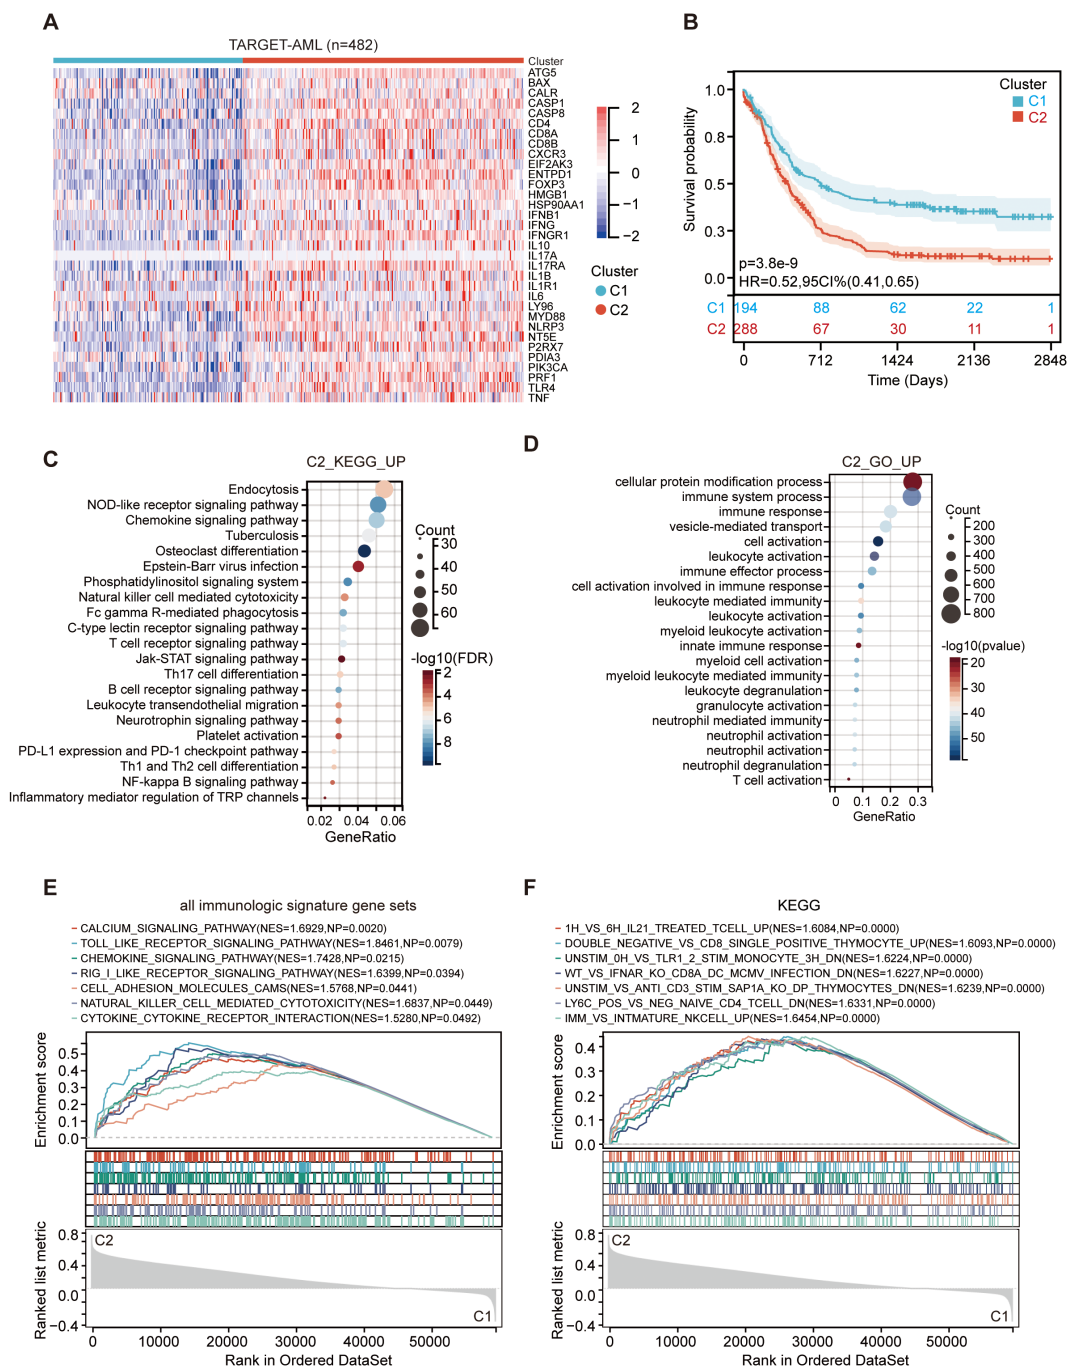 A
TARGET-AML (n=482)
Cluster
ATG5
BAX
CALR
CASP1
CASP8
CD4
CD8A
CD8B
CXCR3
EIF2AK3
ENTPD1
FOXP3
HMGB1
HSP90AA1
IFNB1
IFNG
IFNGR1
IL10
IL17A
IL17RA
IL1B
IL1R1
IL6
LY96
MYD88
NLRP3
NT5E
P2RX7
PDIA3
PIK3CA
PRF1
TLR4
TNF
2
1
0
−1
−2
Cluster
C1
C2
B
Survival probability
1.0
0.8
0.5
0.3
0.0
Cluster
C1
C2
p=3.8e-9
HR=0.52,95CI%(0.41,0.65)
C1 194 88 62 22 1
C2 288 67 30 11 1
0 712 1424 2136 2848
Time (Days)
C
C2_KEGG_UP
Endocytosis
NOD-like receptor signaling pathway
Chemokine signaling pathway
Tuberculosis
Osteoclast differentiation
Epstein-Barr virus infection
Phosphatidylinositol signaling system
Natural killer cell mediated cytotoxicity
Fc gamma R-mediated phagocytosis
C-type lectin receptor signaling pathway
T cell receptor signaling pathway
Jak-STAT signaling pathway
Th17 cell differentiation
B cell receptor signaling pathway
Leukocyte transendothelial migration
Neurotrophin signaling pathway
Platelet activation
PD-L1 expression and PD-1 checkpoint pathway
Th1 and Th2 cell differentiation
NF-kappa B signaling pathway
Inflammatory mediator regulation of TRP channels
0.02 0.04 0.06
GeneRatio
Count
30
40
50
60
-log10(FDR)
2
4
6
8
D
C2_GO_UP
cellular protein modification process
immune system process
immune response
vesicle-mediated transport
cell activation
leukocyte activation
immune effector process
cell activation involved in immune response
leukocyte mediated immunity
leukocyte activation
myeloid leukocyte activation
innate immune response
myeloid cell activation
myeloid leukocyte mediated immunity
leukocyte degranulation
granulocyte activation
neutrophil mediated immunity
neutrophil activation
neutrophil activation
neutrophil degranulation
T cell activation
0 0.1 0.2 0.3
GeneRatio
Count
200
300
400
500
600
700
800
-log10(pvalue)
20
30
40
50
E
all immunologic signature gene sets
CALCIUM_SIGNALING_PATHWAY(NES=1.6929,NP=0.0020)
TOLL_LIKE_RECEPTOR_SIGNALING_PATHWAY(NES=1.8461,NP=0.0079)
CHEMOKINE_SIGNALING_PATHWAY(NES=1.7428,NP=0.0215)
RIG_I_LIKE_RECEPTOR_SIGNALING_PATHWAY(NES=1.6399,NP=0.0394)
CELL_ADHESION_MOLECULES_CAMS(NES=1.5768,NP=0.0441)
NATURAL_KILLER_CELL_MEDIATED_CYTOTOXICITY(NES=1.6837,NP=0.0449)
CYTOKINE_CYTOKINE_RECEPTOR_INTERACTION(NES=1.5280,NP=0.0492)
Enrichment score
0.5
0.4
0.3
0.2
0.1
0.0
Ranked list metric
0.8
0.4
0.0
−0.4
C2
C1
0 10000 20000 30000 40000 50000
Rank in Ordered DataSet
F
KEGG
1H_VS_6H_IL21_TREATED_TCELL_UP(NES=1.6084,NP=0.0000)
DOUBLE_NEGATIVE_VS_CD8_SINGLE_POSITIVE_THYMOCYTE_UP(NES=1.6093,NP=0.0000)
UNSTIM_0H_VS_TLR1_2_STIM_MONOCYTE_3H_DN(NES=1.6224,NP=0.0000)
WT_VS_IFNAR_KO_CD8A_DC_MCMV_INFECTION_DN(NES=1.6227,NP=0.0000)
UNSTIM_VS_ANTI_CD3_STIM_SAP1A_KO_DP_THYMOCYTES_DN(NES=1.6239,NP=0.0000)
LY6C_POS_VS_NEG_NAIVE_CD4_TCELL_DN(NES=1.6331,NP=0.0000)
IMM_VS_INTMATURE_NKCELL_UP(NES=1.6454,NP=0.0000)
Enrichment score
0.4
0.3
0.2
0.1
0.0
Ranked list metric
0.8
0.4
0.0
−0.4
C2
C1
0 10000 20000 30000 40000 50000
Rank in Ordered DataSet